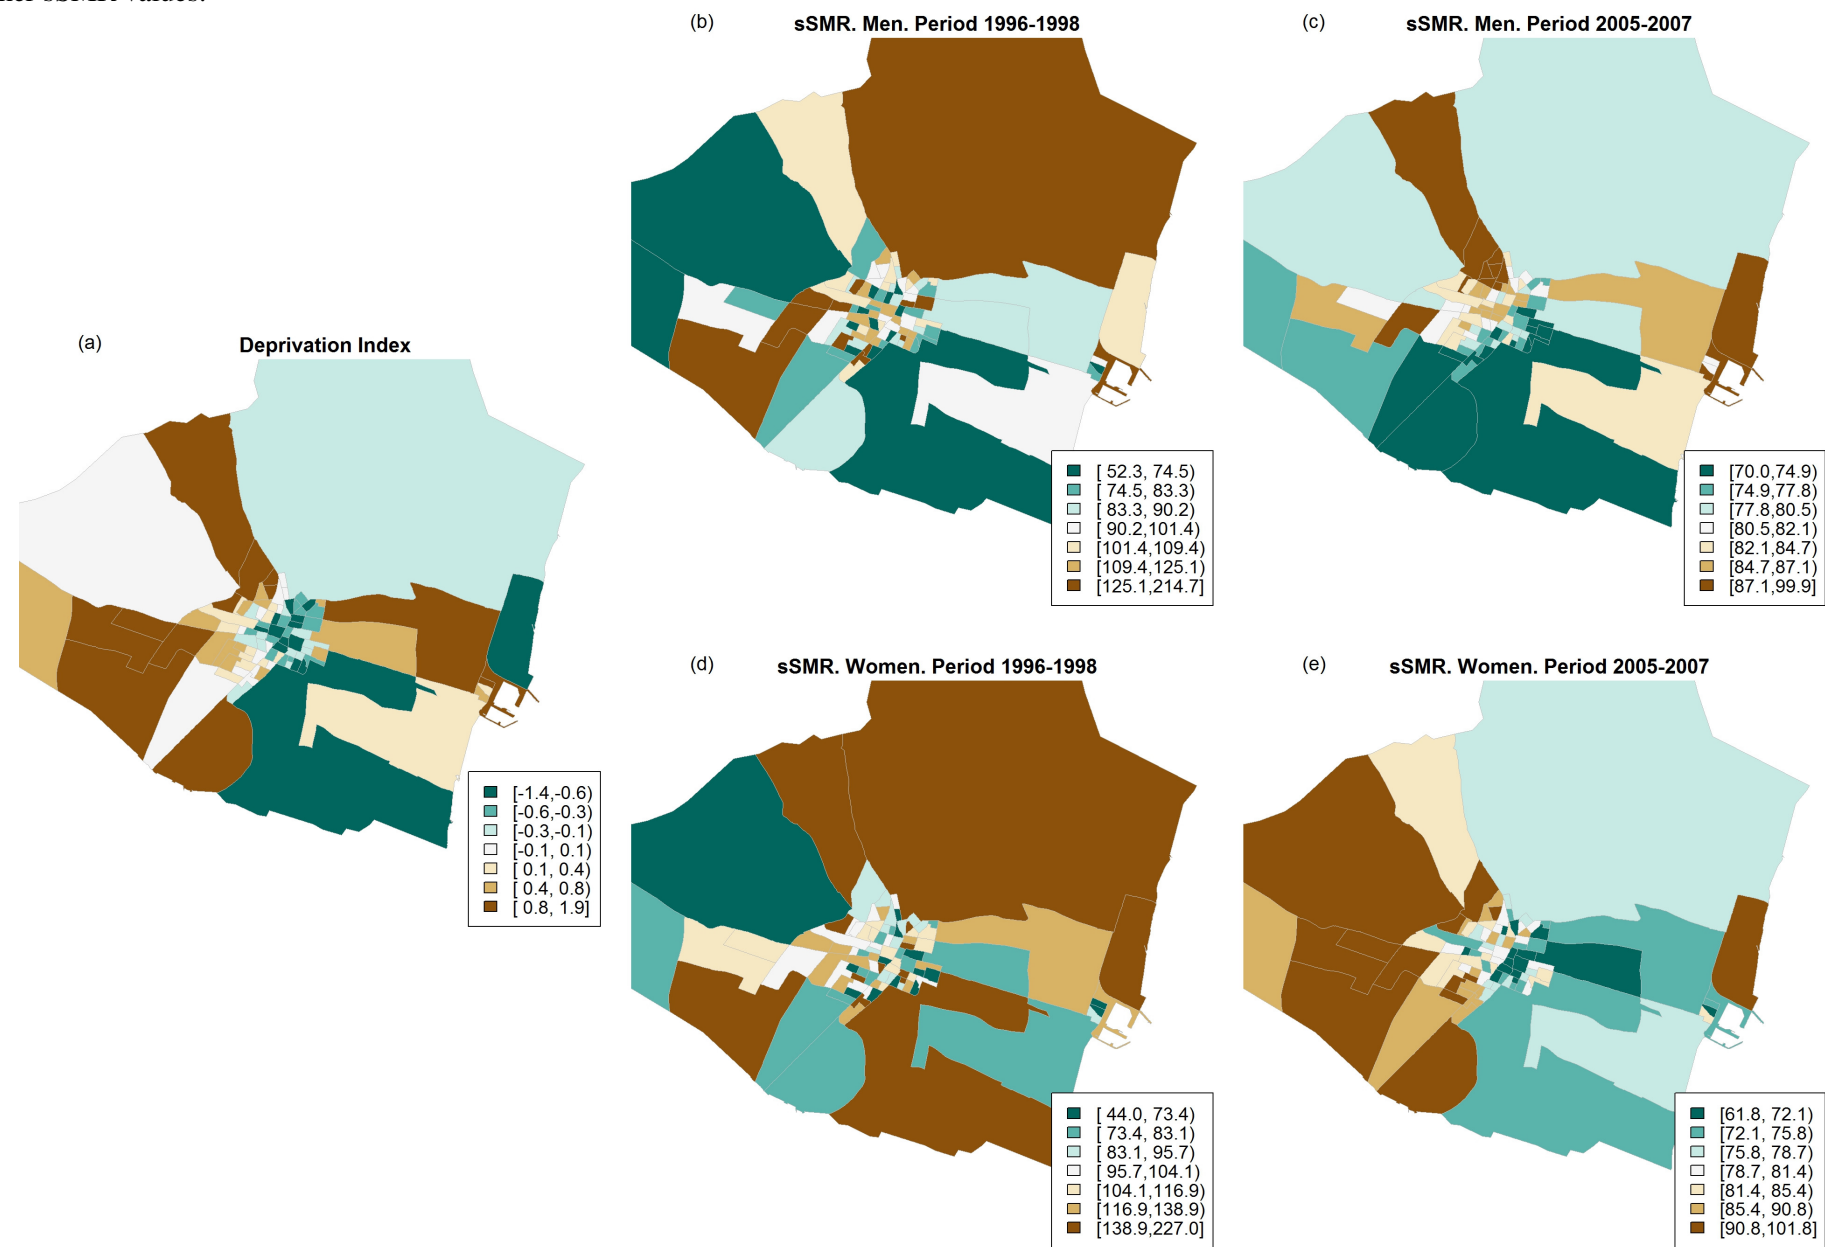 sSMR values.
(b) sSMR. Men. Period 1996-1998
(c) sSMR. Men. Period 2005-2007
(a) Deprivation Index
[ 52.3, 74.5)
[ 74.5, 83.3)
[ 83.3, 90.2)
[ 90.2,101.4)
[101.4,109.4)
[109.4,125.1)
[125.1,214.7]
[70.0,74.9)
[74.9,77.8)
[77.8,80.5)
[80.5,82.1)
[82.1,84.7)
[84.7,87.1)
[87.1,99.9]
[-1.4,-0.6)
[-0.6,-0.3)
[-0.3,-0.1)
[-0.1, 0.1)
[ 0.1, 0.4)
[ 0.4, 0.8)
[ 0.8, 1.9]
(d) sSMR. Women. Period 1996-1998
(e) sSMR. Women. Period 2005-2007
[ 44.0, 73.4)
[ 73.4, 83.1)
[ 83.1, 95.7)
[ 95.7,104.1)
[104.1,116.9)
[116.9,138.9)
[138.9,227.0]
[61.8, 72.1)
[72.1, 75.8)
[75.8, 78.7)
[78.7, 81.4)
[81.4, 85.4)
[85.4, 90.8)
[90.8,101.8]